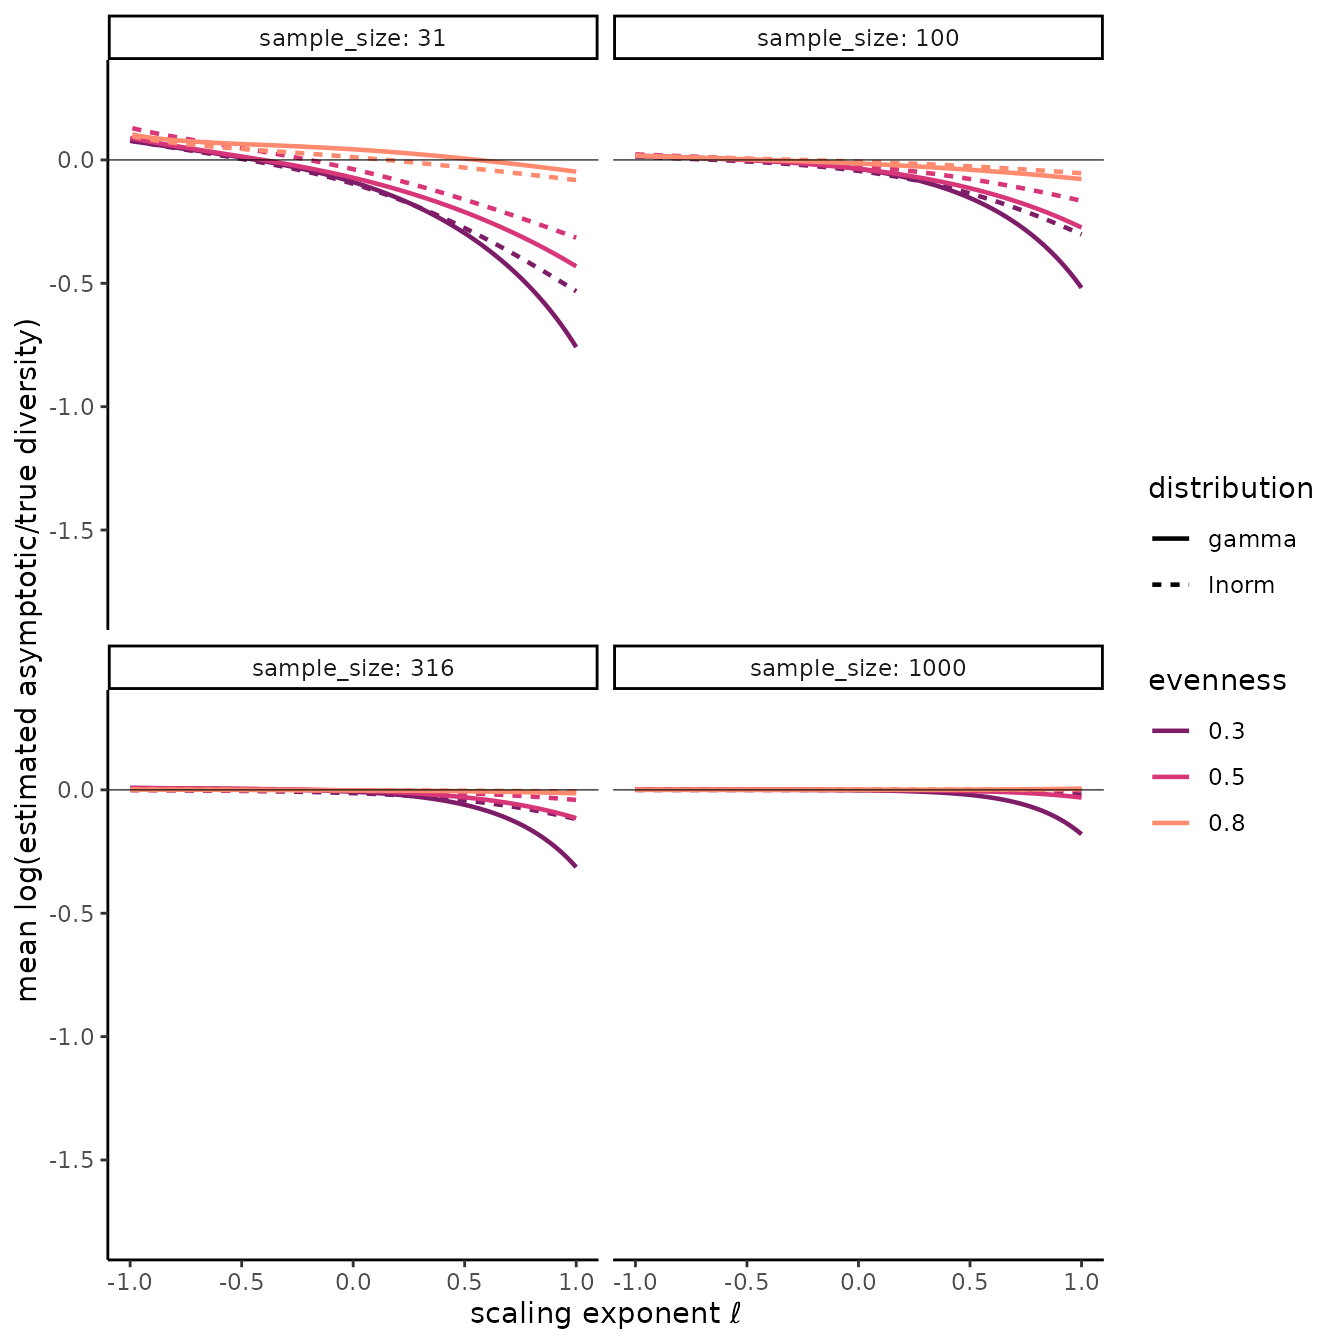 sample_size: 31
sample_size: 100
0.0
-0.5
-1.0
-1.5
sample_size: 316
sample_size: 1000
0.0
-0.5
-1.0
-1.5
-1.0 -0.5 0.0 0.5 1.0
-1.0 -0.5 0.0 0.5 1.0
scaling exponent ℓ
mean log(estimated asymptotic/true diversity)
distribution
gamma
lnorm
evenness
0.3
0.5
0.8